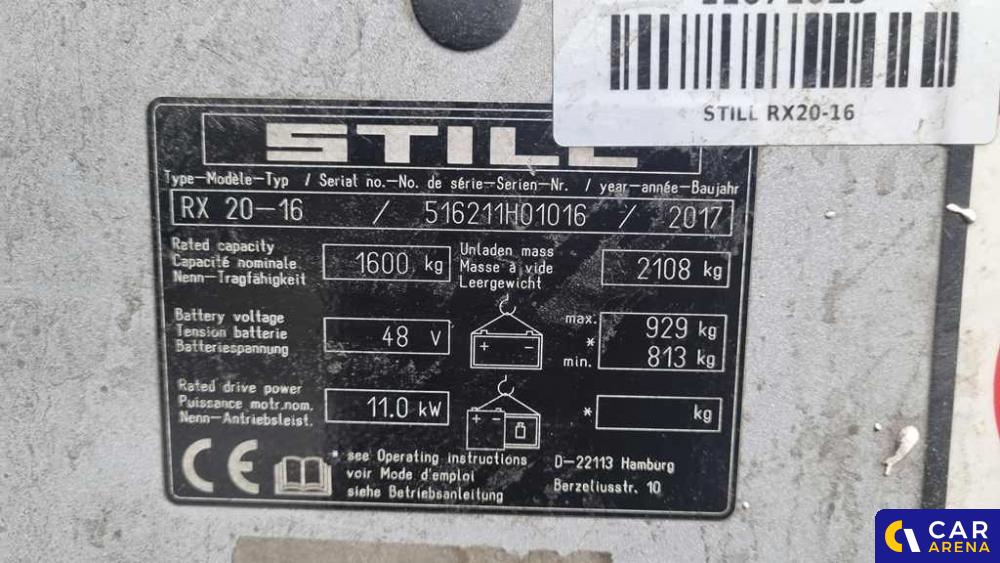 STILL RX20-16
STILL
Type-Modèle-Typ / Serial no.-No. de série-Serien-Nr. / year-année-Baujahr
RX 20-16 / 516211H01016 / 2017
Rated capacity
Capacité nominale
Nenn-Tragfähigkeit
1600 kg
Unladen mass
Masse à vide
Leergewicht
2108 kg
Battery voltage
Tension batterie
Batteriespannung
48 V
+ -
max. 929 kg
*
min. 813 kg
Rated drive power
Puissance motr.nom.
Nenn-Antriebsleist.
11.0 kW
+ -
* kg
CE
* see Operating instructions
voir Mode d'emploi
siehe Betriebsanleitung
D-22113 Hamburg
Berzeliusstr. 10
CAR
ARENA